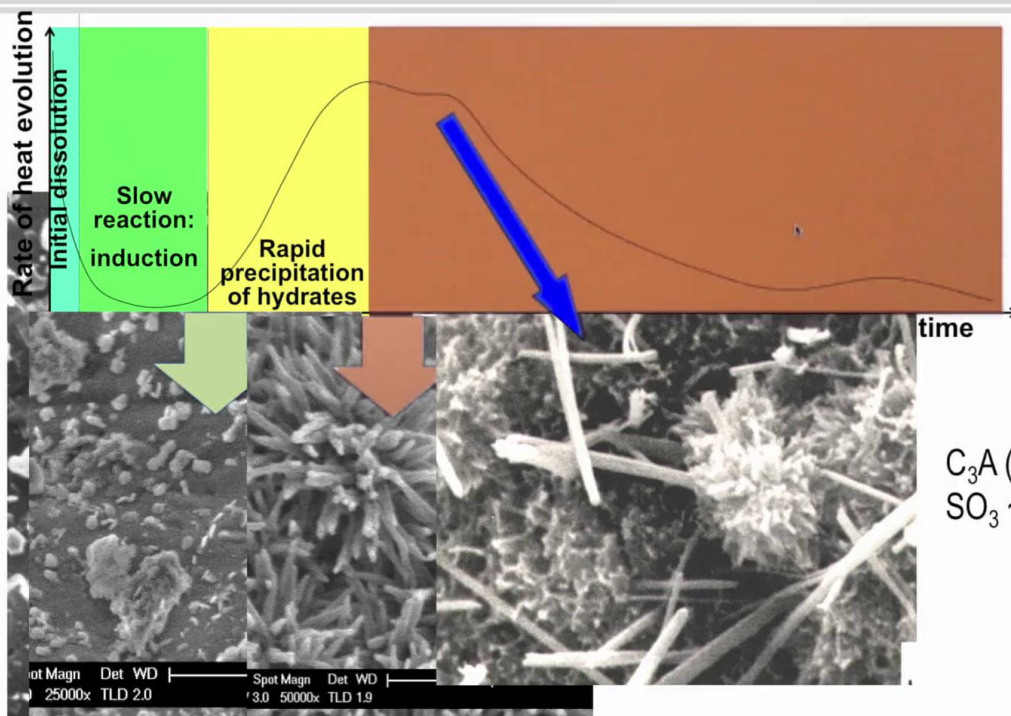 Rate of heat evolution
Initial dissolution
Slow
reaction:
induction
Rapid
precipitation
of hydrates
time
C₃A (
SO₃
pot Magn Det WD
25000x TLD 2.0
Spot Magn Det WD
3.0 50000x TLD 1.9